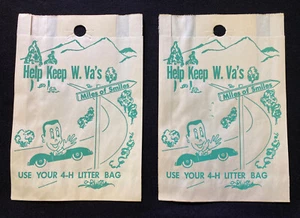 Help Keep W. Va's
Miles of Smiles
USE YOUR 4-H LITTER BAG
Help Keep W. Va's
Miles of Smiles
USE YOUR 4-H LITTER BAG